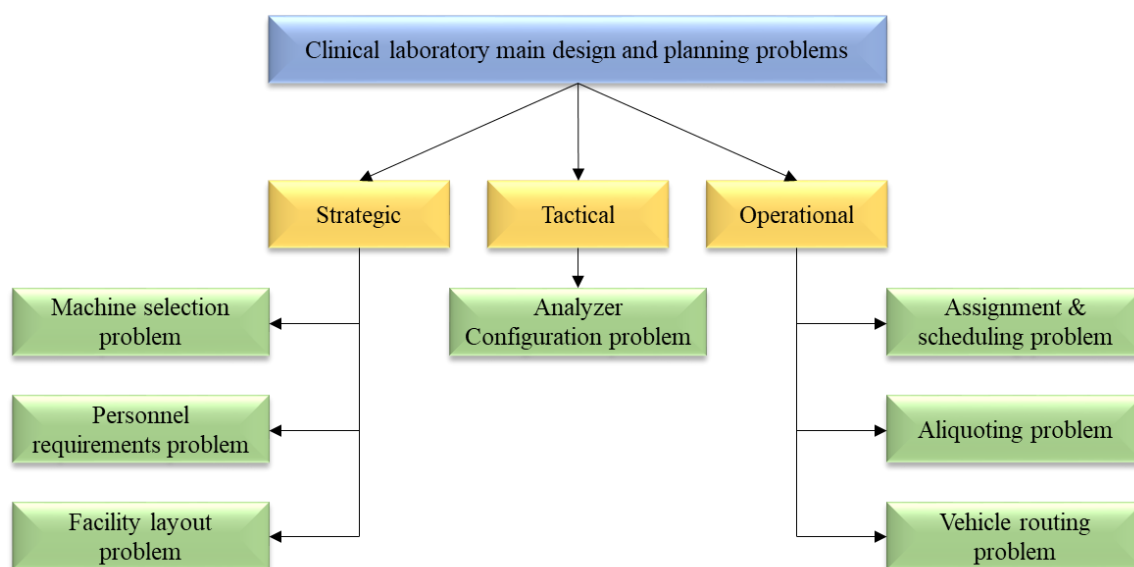 Clinical laboratory main design and planning problems
Strategic
Tactical
Operational
Machine selection
problem
Personnel
requirements problem
Facility layout
problem
Analyzer
Configuration problem
Assignment &
scheduling problem
Aliquoting problem
Vehicle routing
problem